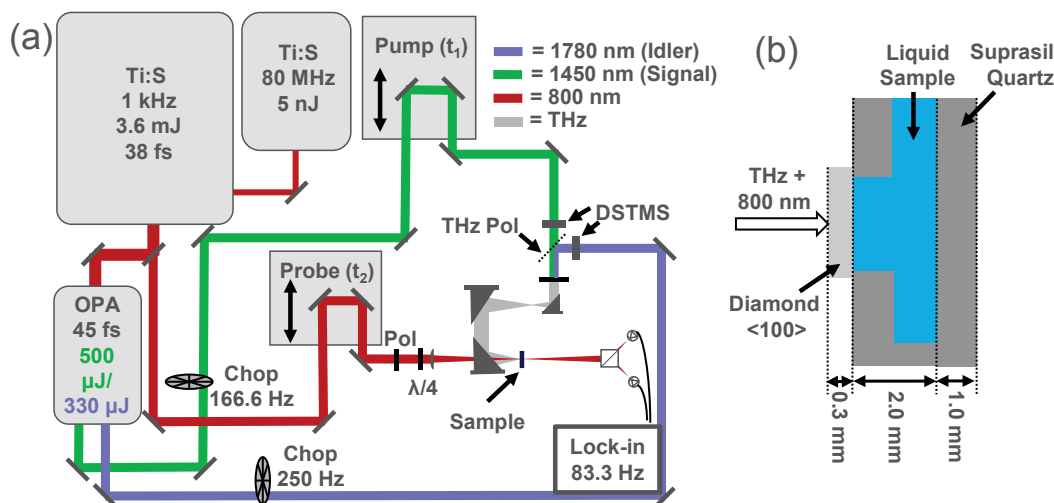 (a)
Ti:S
1 kHz
3.6 mJ
38 fs
Ti:S
80 MHz
5 nJ
Pump (t₁)
= 1780 nm (Idler)
= 1450 nm (Signal)
= 800 nm
= THz
THz Pol
DSTMS
Probe (t₂)
OPA
45 fs
500
μJ/
330 μJ
Chop
166.6 Hz
Pol
λ/4
Sample
Chop
250 Hz
Lock-in
83.3 Hz
(b)
Liquid
Sample
Suprasil
Quartz
THz +
800 nm
Diamond
<100>
0.3 mm
2.0 mm
1.0 mm